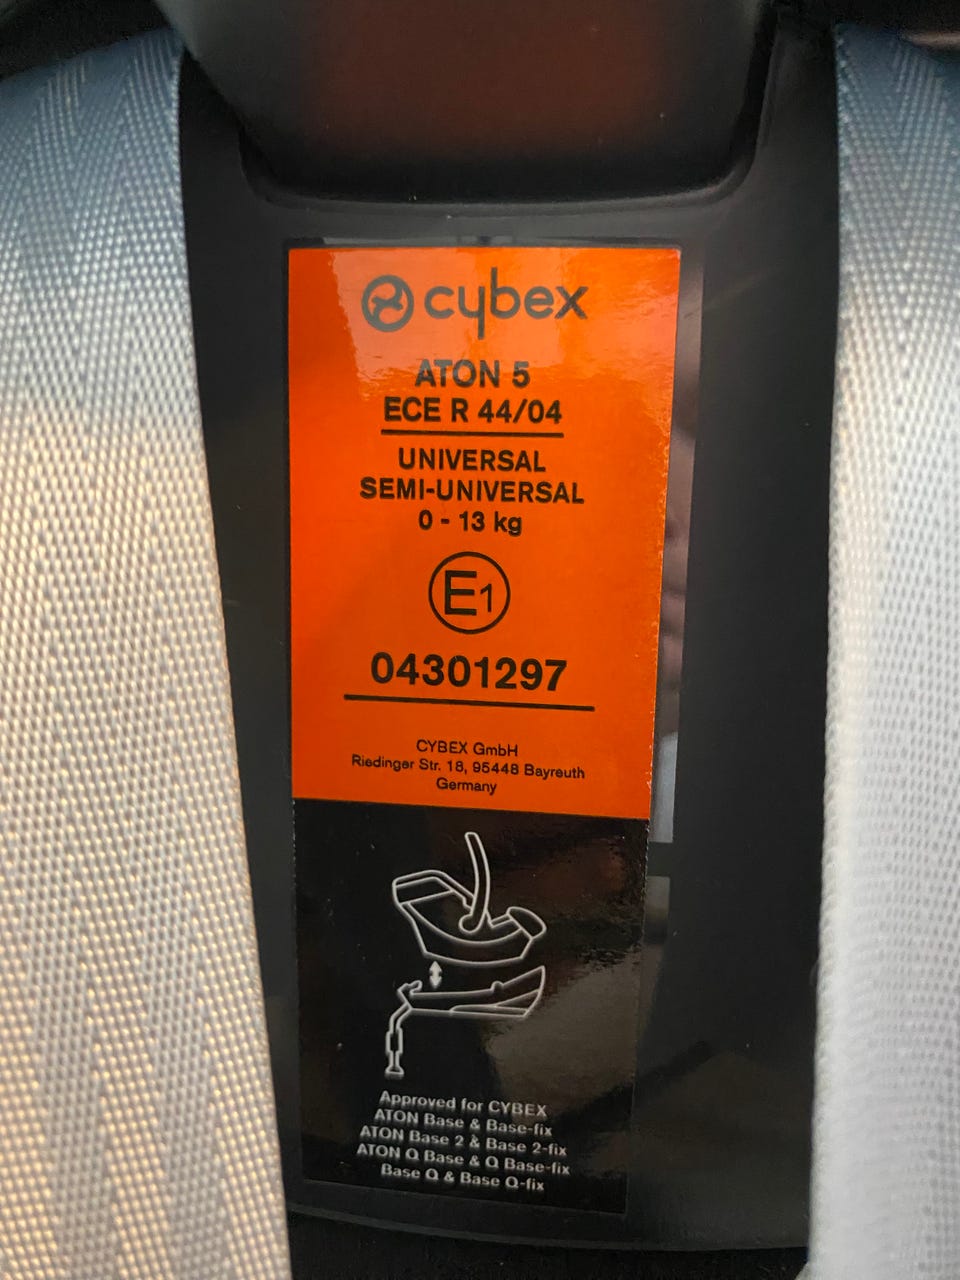 cybex
ATON 5
ECE R 44/04
UNIVERSAL
SEMI-UNIVERSAL
0 - 13 kg
E1
04301297
CYBEX GmbH
Riedinger Str. 18, 95448 Bayreuth
Germany
Approved for CYBEX
ATON Base & Base-fix
ATON Base 2 & Base 2-fix
ATON Q Base & Q Base-fix
Base Q & Base Q-fix